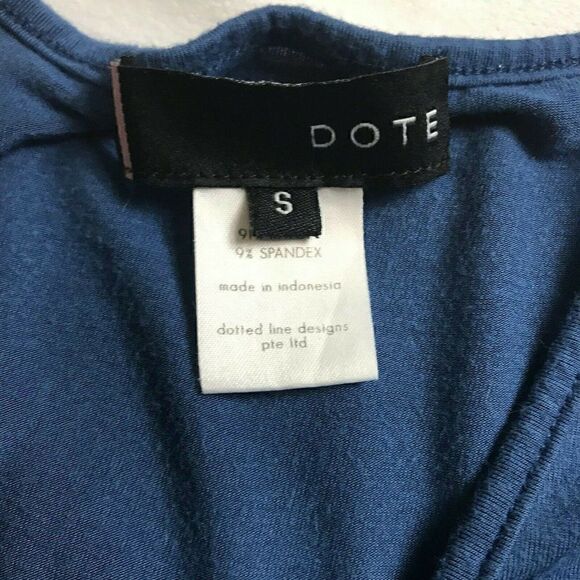 DOTE
S
9% SPANDEX
made in indonesia
dotted line designs
pte ltd